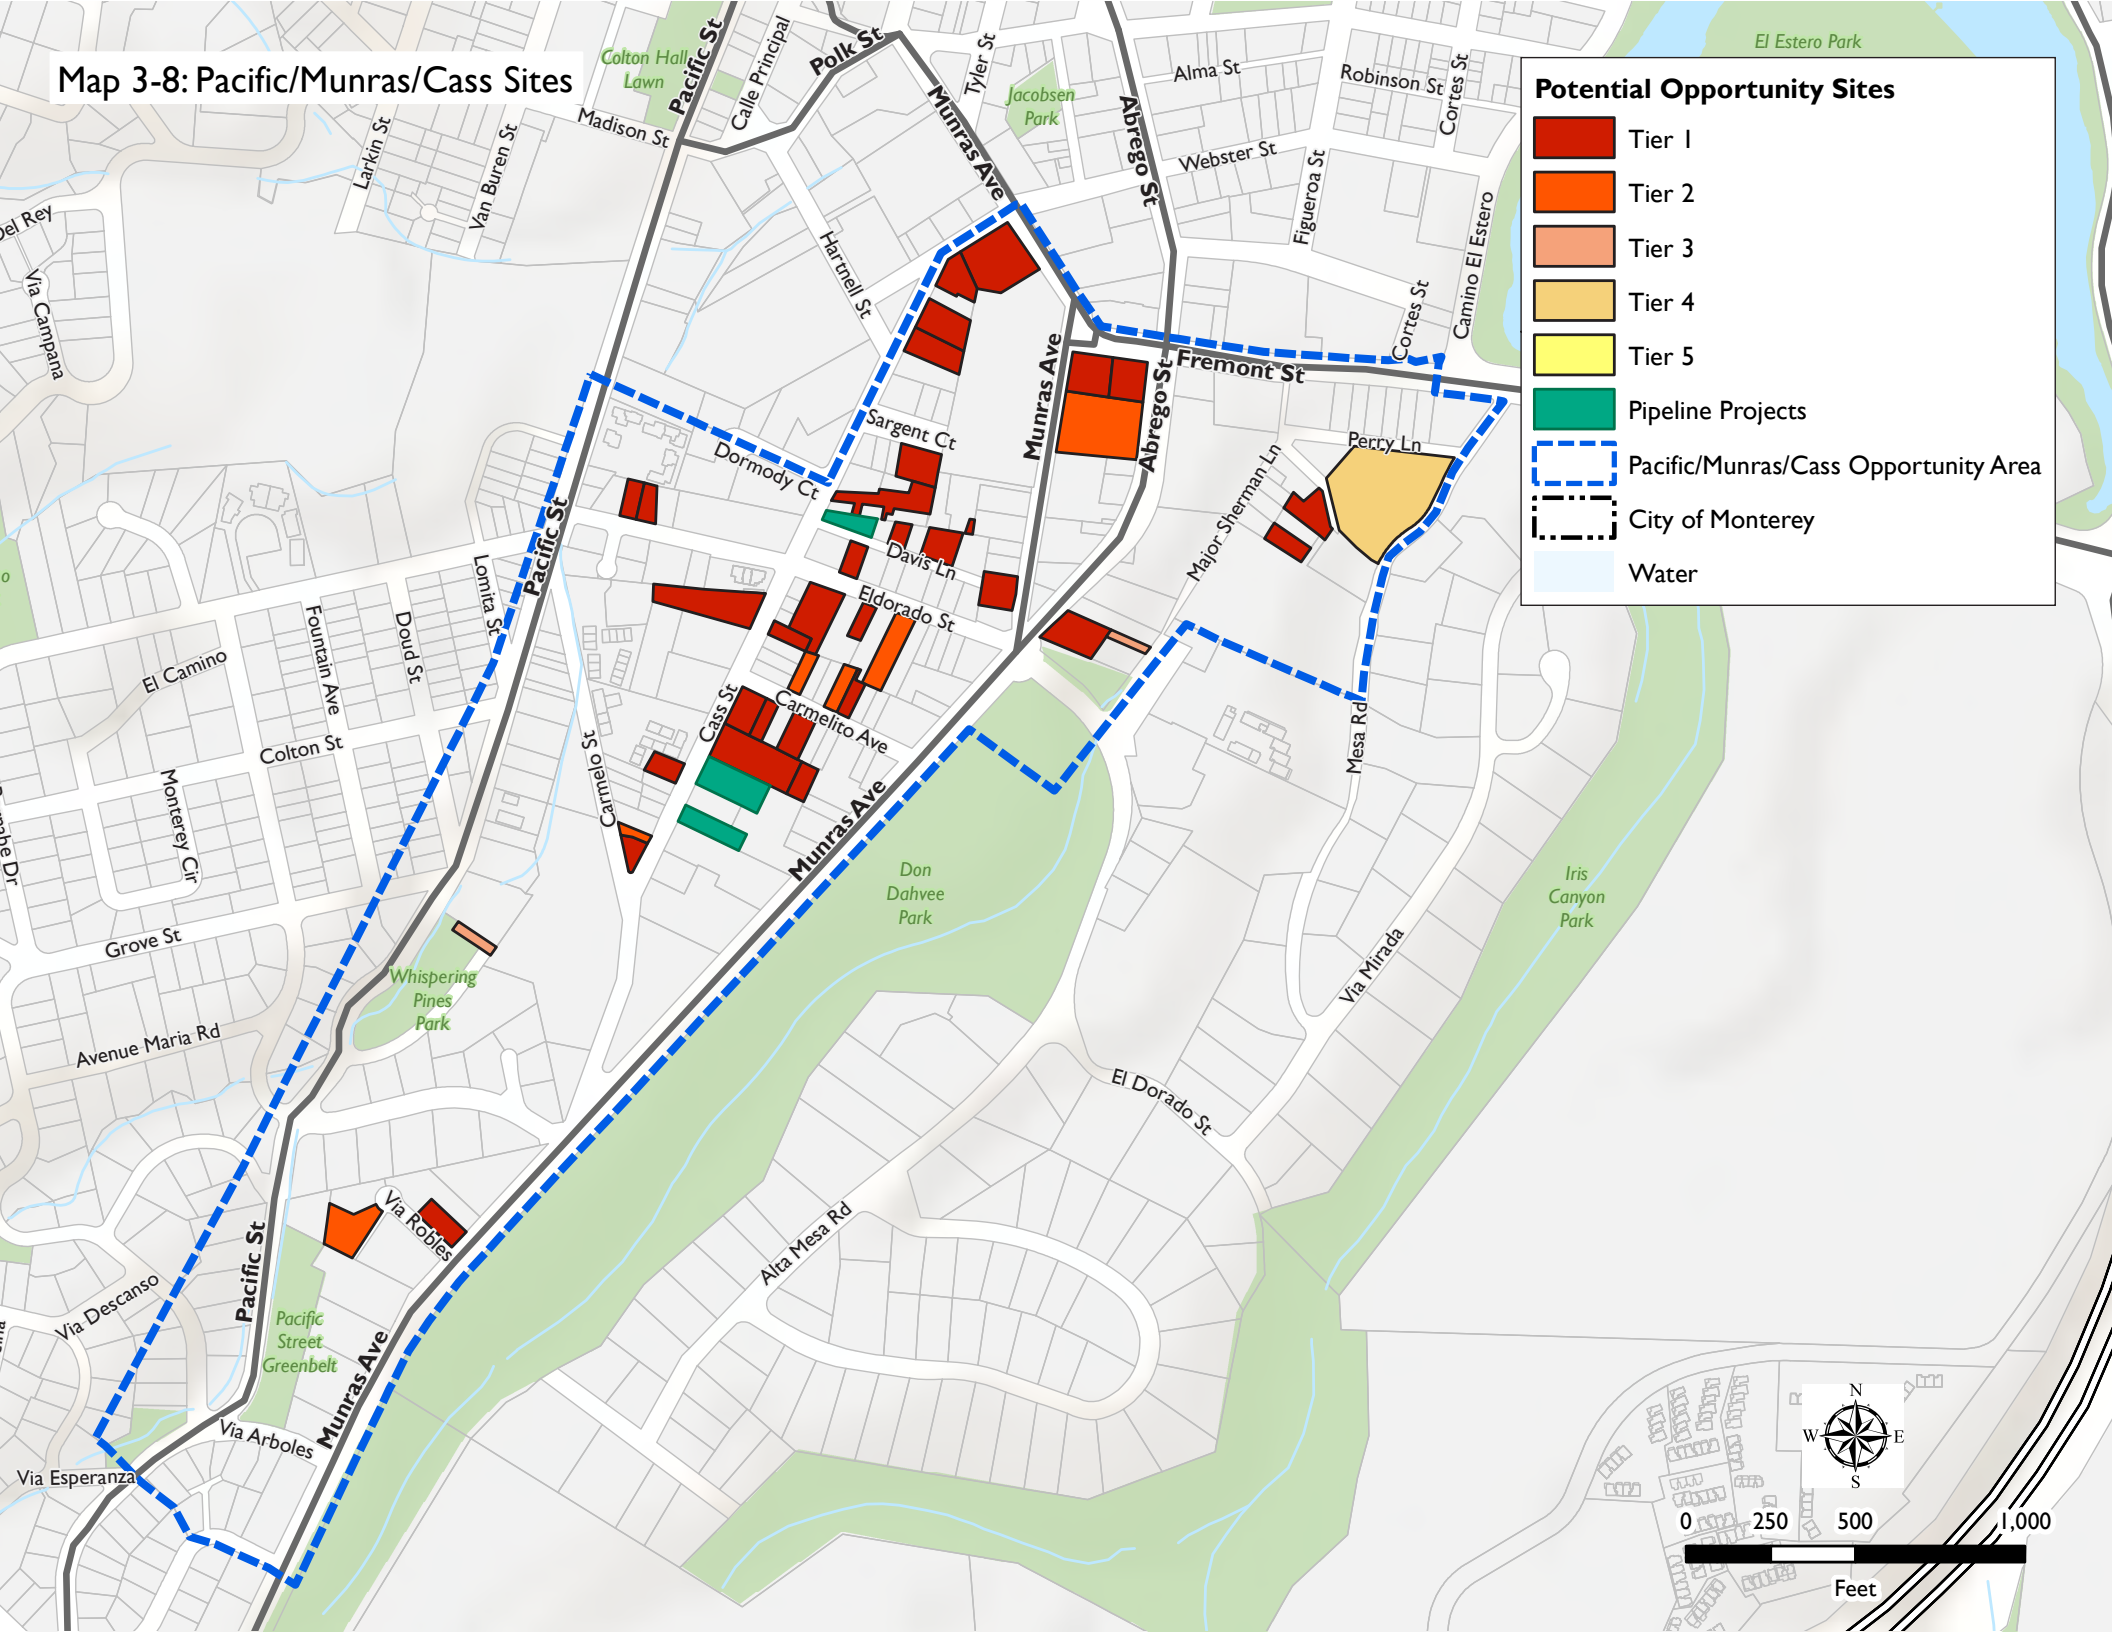 Map 3-8: Pacific/Munras/Cass Sites
Potential Opportunity Sites
Tier 1
Tier 2
Tier 3
Tier 4
Tier 5
Pipeline Projects
Pacific/Munras/Cass Opportunity Area
City of Monterey
Water
El Estero Park
Colton Hall
Lawn
Pacific St
Calle Principal
Polk St
Tyler St
Jacobsen
Park
Alma St
Robinson St
Cortes St
Madison St
Larkin St
Van Buren St
Munras Ave
Abrego St
Webster St
Figueroa St
Camino El Estero
Del Rey
Via Campana
Hartnell St
Cortes St
Munras Ave
Fremont St
Abrego St
Sargent Ct
Dormody Ct
Perry Ln
Major Sherman Ln
Pacific St
Davis Ln
Eldorado St
Lomita St
Fountain Ave
Doud St
El Camino
Colton St
Monterey Cir
Cass St
Carmelito Ave
Carmelo St
Mesa Rd
Munras Ave
Don
Dahvee
Park
Iris
Canyon
Park
Grove St
Whispering
Pines
Park
Via Mirada
Avenue Maria Rd
El Dorado St
Via Robles
Alta Mesa Rd
Pacific St
Via Descanso
Pacific
Street
Greenbelt
Munras Ave
Via Arboles
Via Esperanza
N
W
E
S
0
250
500
1,000
Feet